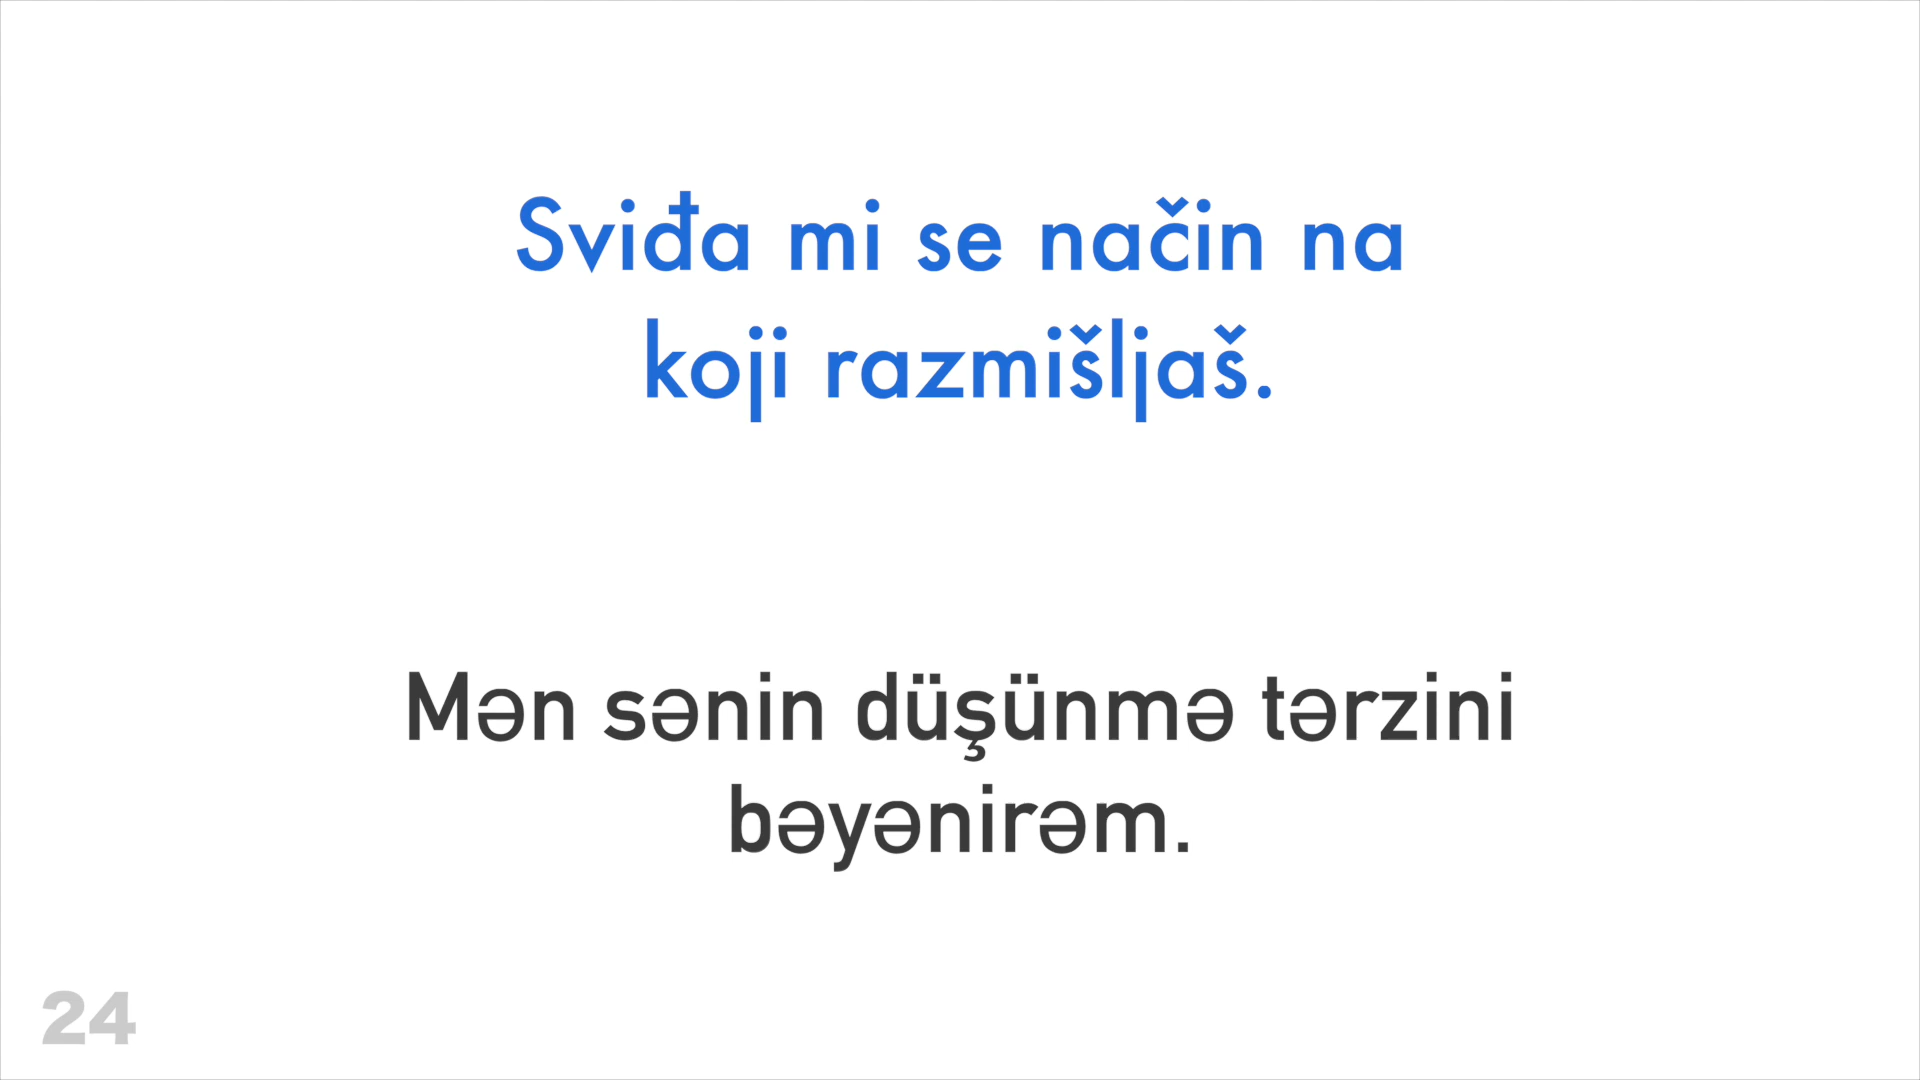 Sviđa mi se način na
koji razmišljaš.
Mən sənin düşünmə tərzini
bəyənirəm.
24